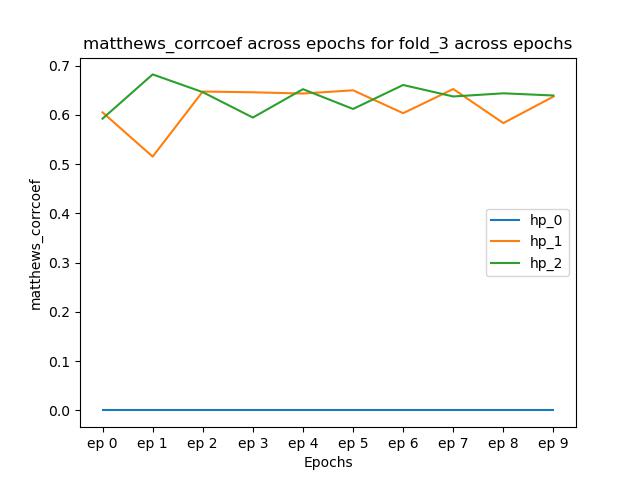 matthews_corrcoef across epochs for fold_3 across epochs
matthews_corrcoef
0.7
0.6
0.5
0.4
0.3
0.2
0.1
0.0
hp_0
hp_1
hp_2
ep 0 ep 1 ep 2 ep 3 ep 4 ep 5 ep 6 ep 7 ep 8 ep 9
Epochs